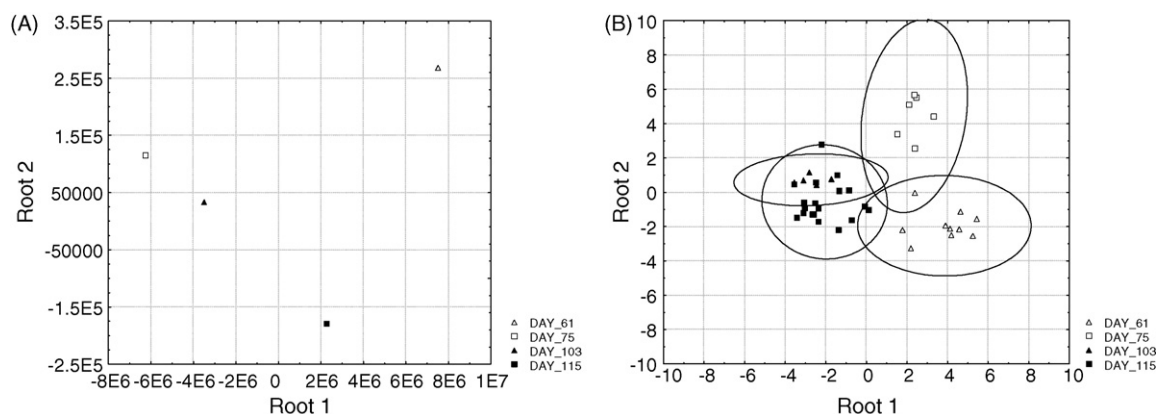 (A)
3.5E5
2.5E5
1.5E5
50000
-50000
-1.5E5
-2.5E5
Root 2
-8E6 -6E6 -4E6 -2E6 0 2E6 4E6 6E6 8E6 1E7
Root 1
DAY_61
DAY_75
DAY_103
DAY_115
(B)
10
8
6
4
2
0
-2
-4
-6
-8
-10
Root 2
-10 -8 -6 -4 -2 0 2 4 6 8 10
Root 1
DAY_61
DAY_75
DAY_103
DAY_115